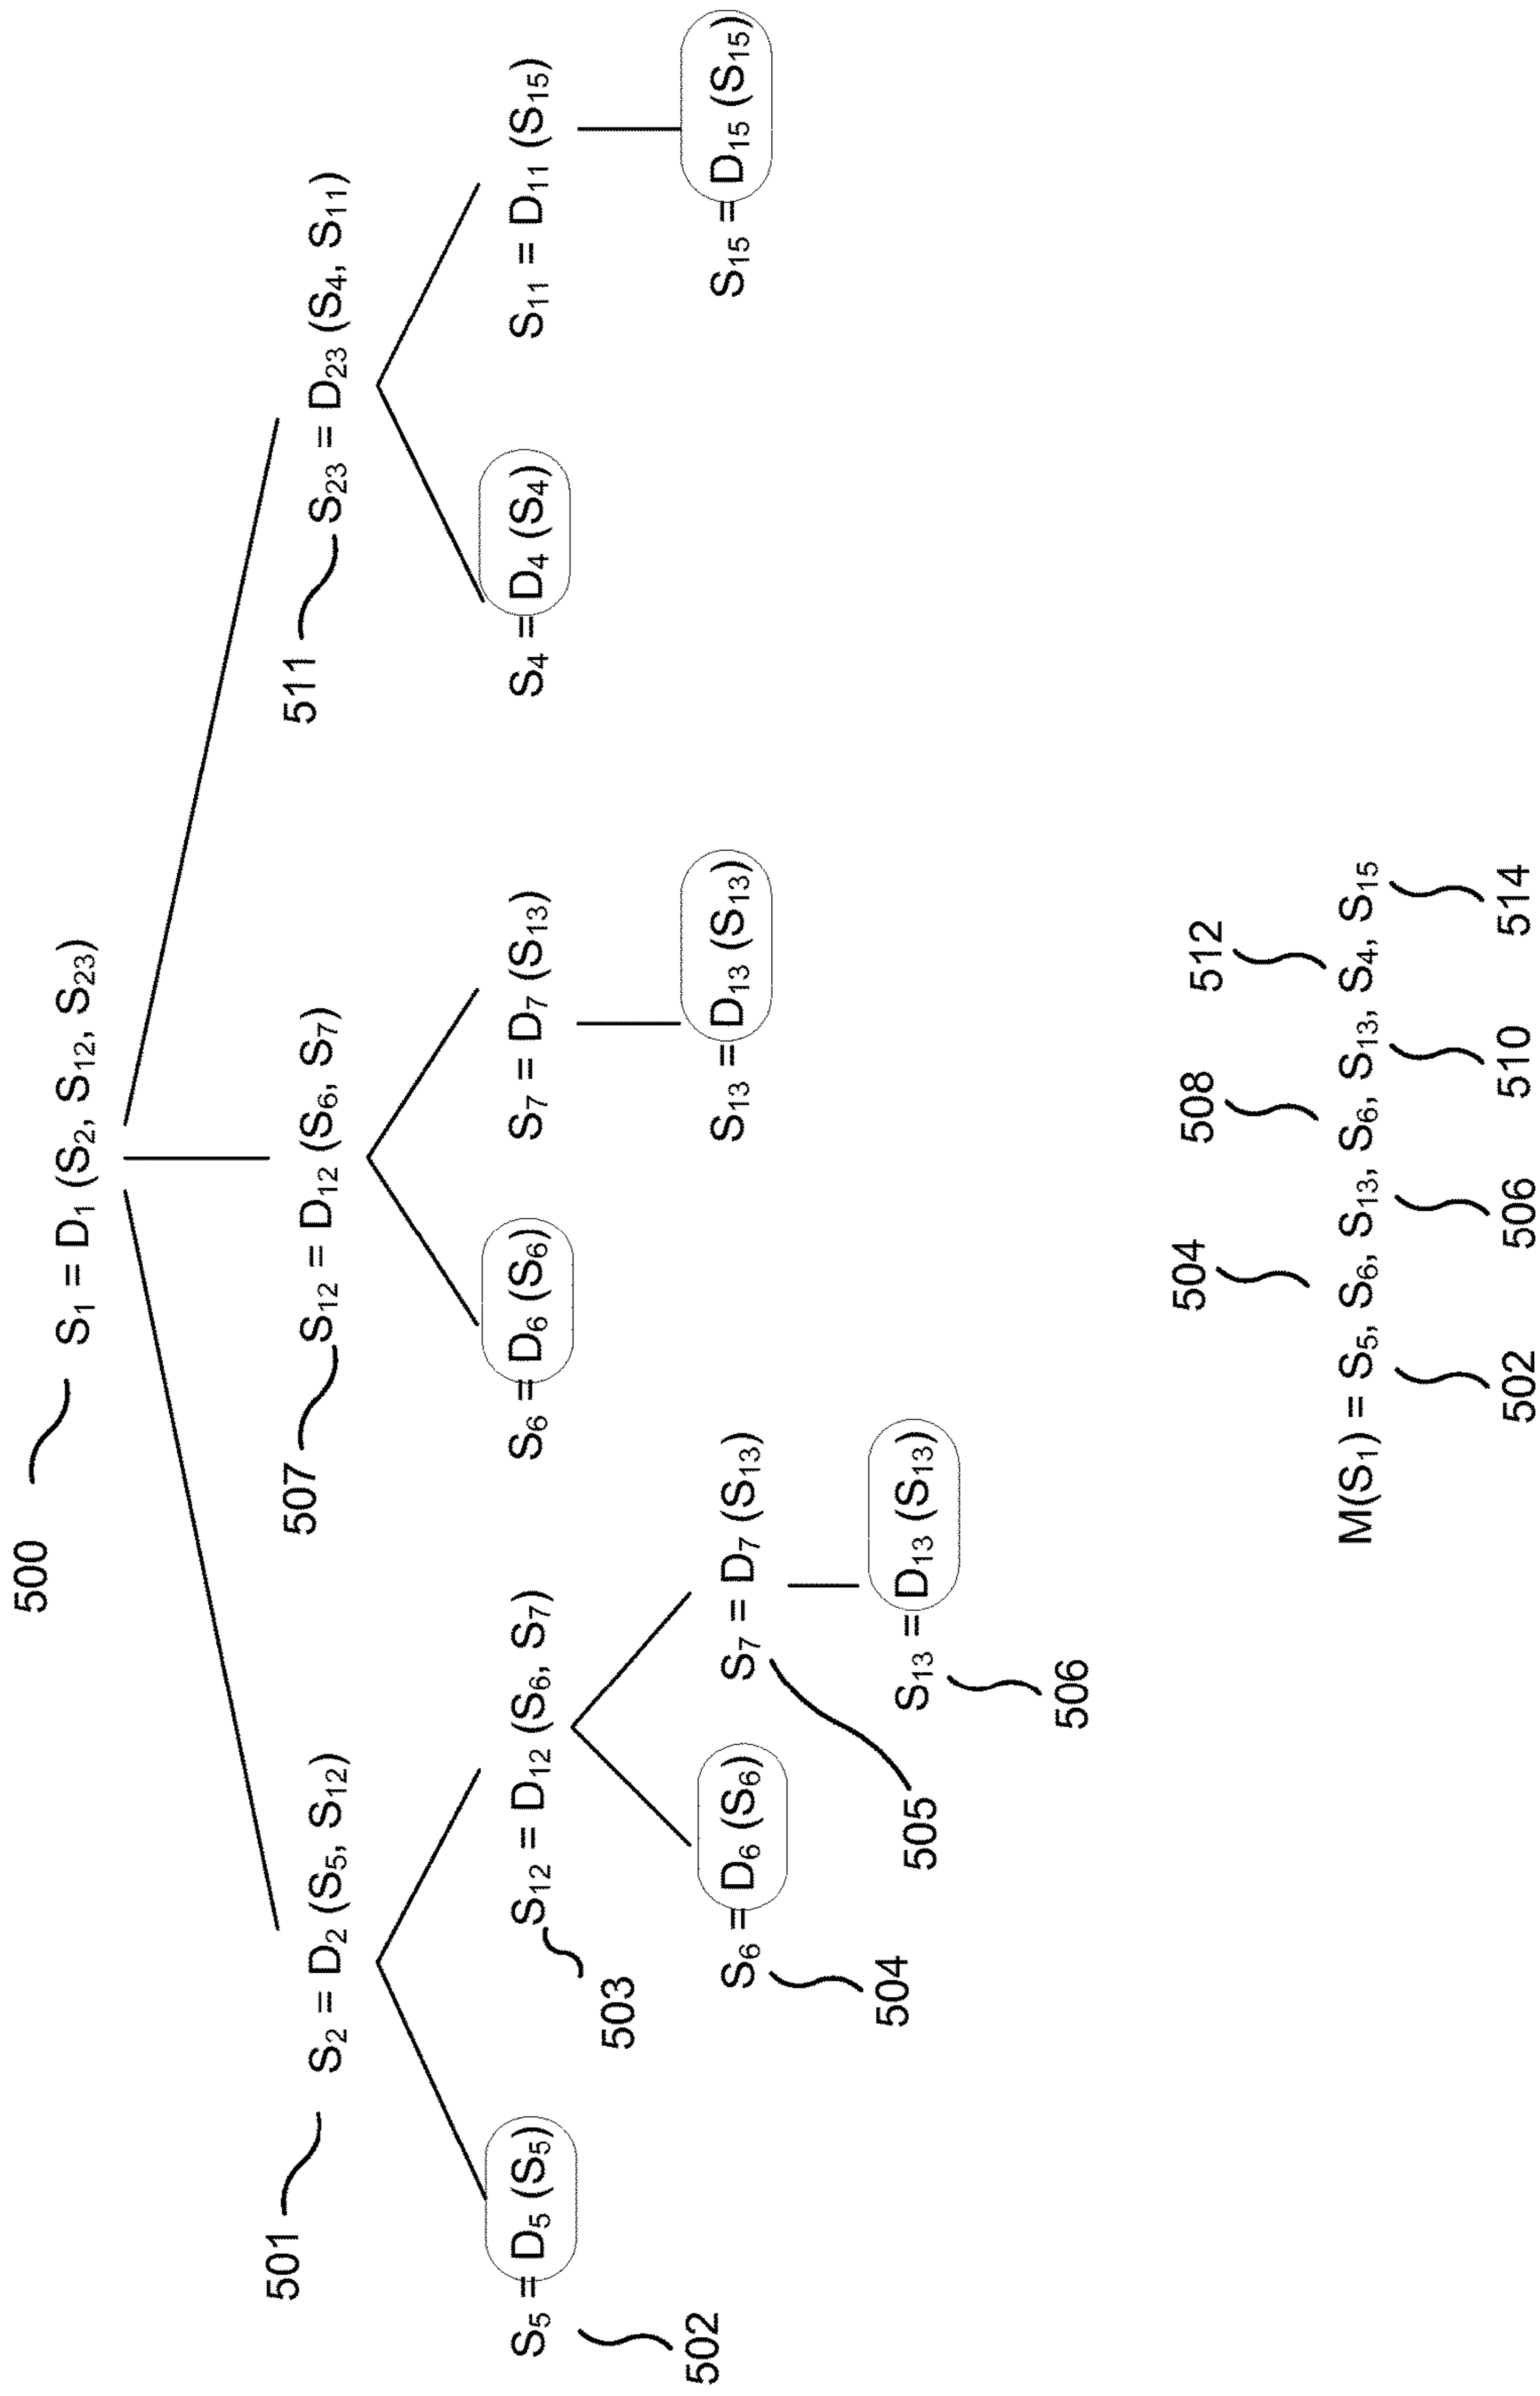 500
S₁ = D₁ (S₂, S₁₂, S₂₃)
501
S₂ = D₂ (S₅, S₁₂)
507
S₁₂ = D₁₂ (S₆, S₇)
511
S₂₃ = D₂₃ (S₄, S₁₁)
S₅ = D₅ (S₅)
502
S₁₂ = D₁₂ (S₆, S₇)
503
S₆ = D₆ (S₆)
S₇ = D₇ (S₁₃)
S₄ = D₄ (S₄)
S₁₁ = D₁₁ (S₁₅)
S₆ = D₆ (S₆)
504
S₇ = D₇ (S₁₃)
505
S₁₃ = D₁₃ (S₁₃)
S₁₅ = D₁₅ (S₁₅)
S₁₃ = D₁₃ (S₁₃)
506
504
508
512
M(S₁) = S₅, S₆, S₁₃, S₆, S₁₃, S₄, S₁₅
502
506
510
514